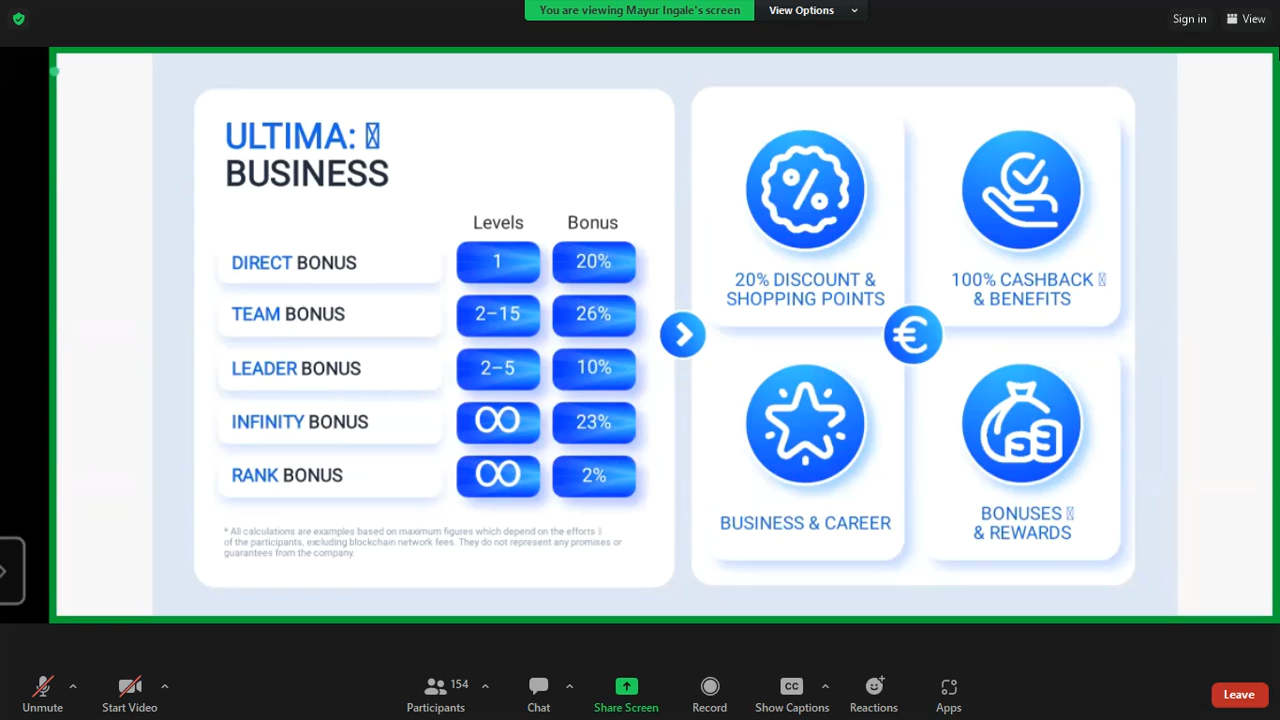 You are viewing Mayur Ingale's screen
View Options
Sign in
View
ULTIMA:
BUSINESS
Levels Bonus
DIRECT BONUS 1 20%
TEAM BONUS 2–15 26%
LEADER BONUS 2–5 10%
INFINITY BONUS ∞ 23%
RANK BONUS ∞ 2%
* All calculations are examples based on maximum figures which depend on the efforts
of the participants, excluding blockchain network fees. They do not represent any promises or
guarantees from the company.
20% DISCOUNT &
SHOPPING POINTS
100% CASHBACK
& BENEFITS
€
BUSINESS & CAREER
BONUSES
& REWARDS
Unmute
Start Video
154
Participants
Chat
Share Screen
Record
CC
Show Captions
Reactions
Apps
Leave